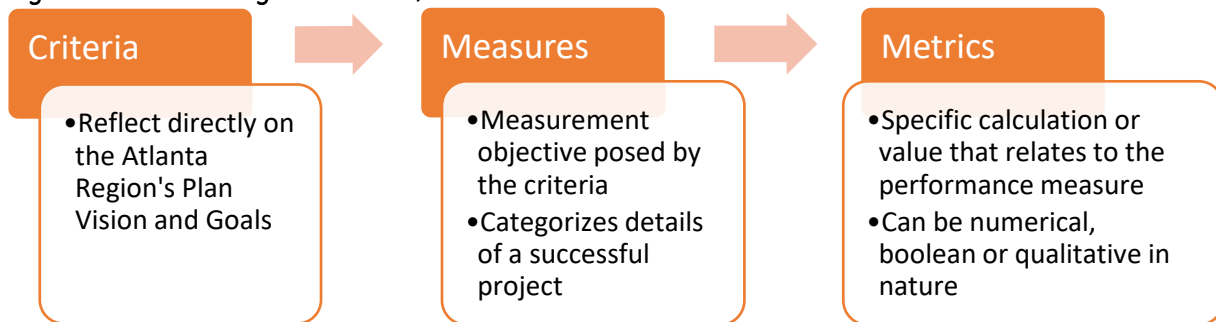 Criteria
•Reflect directly on
the Atlanta
Region's Plan
Vision and Goals
Measures
•Measurement
objective posed by
the criteria
•Categorizes details
of a successful
project
Metrics
•Specific calculation or
value that relates to the
performance measure
•Can be numerical,
boolean or qualitative in
nature